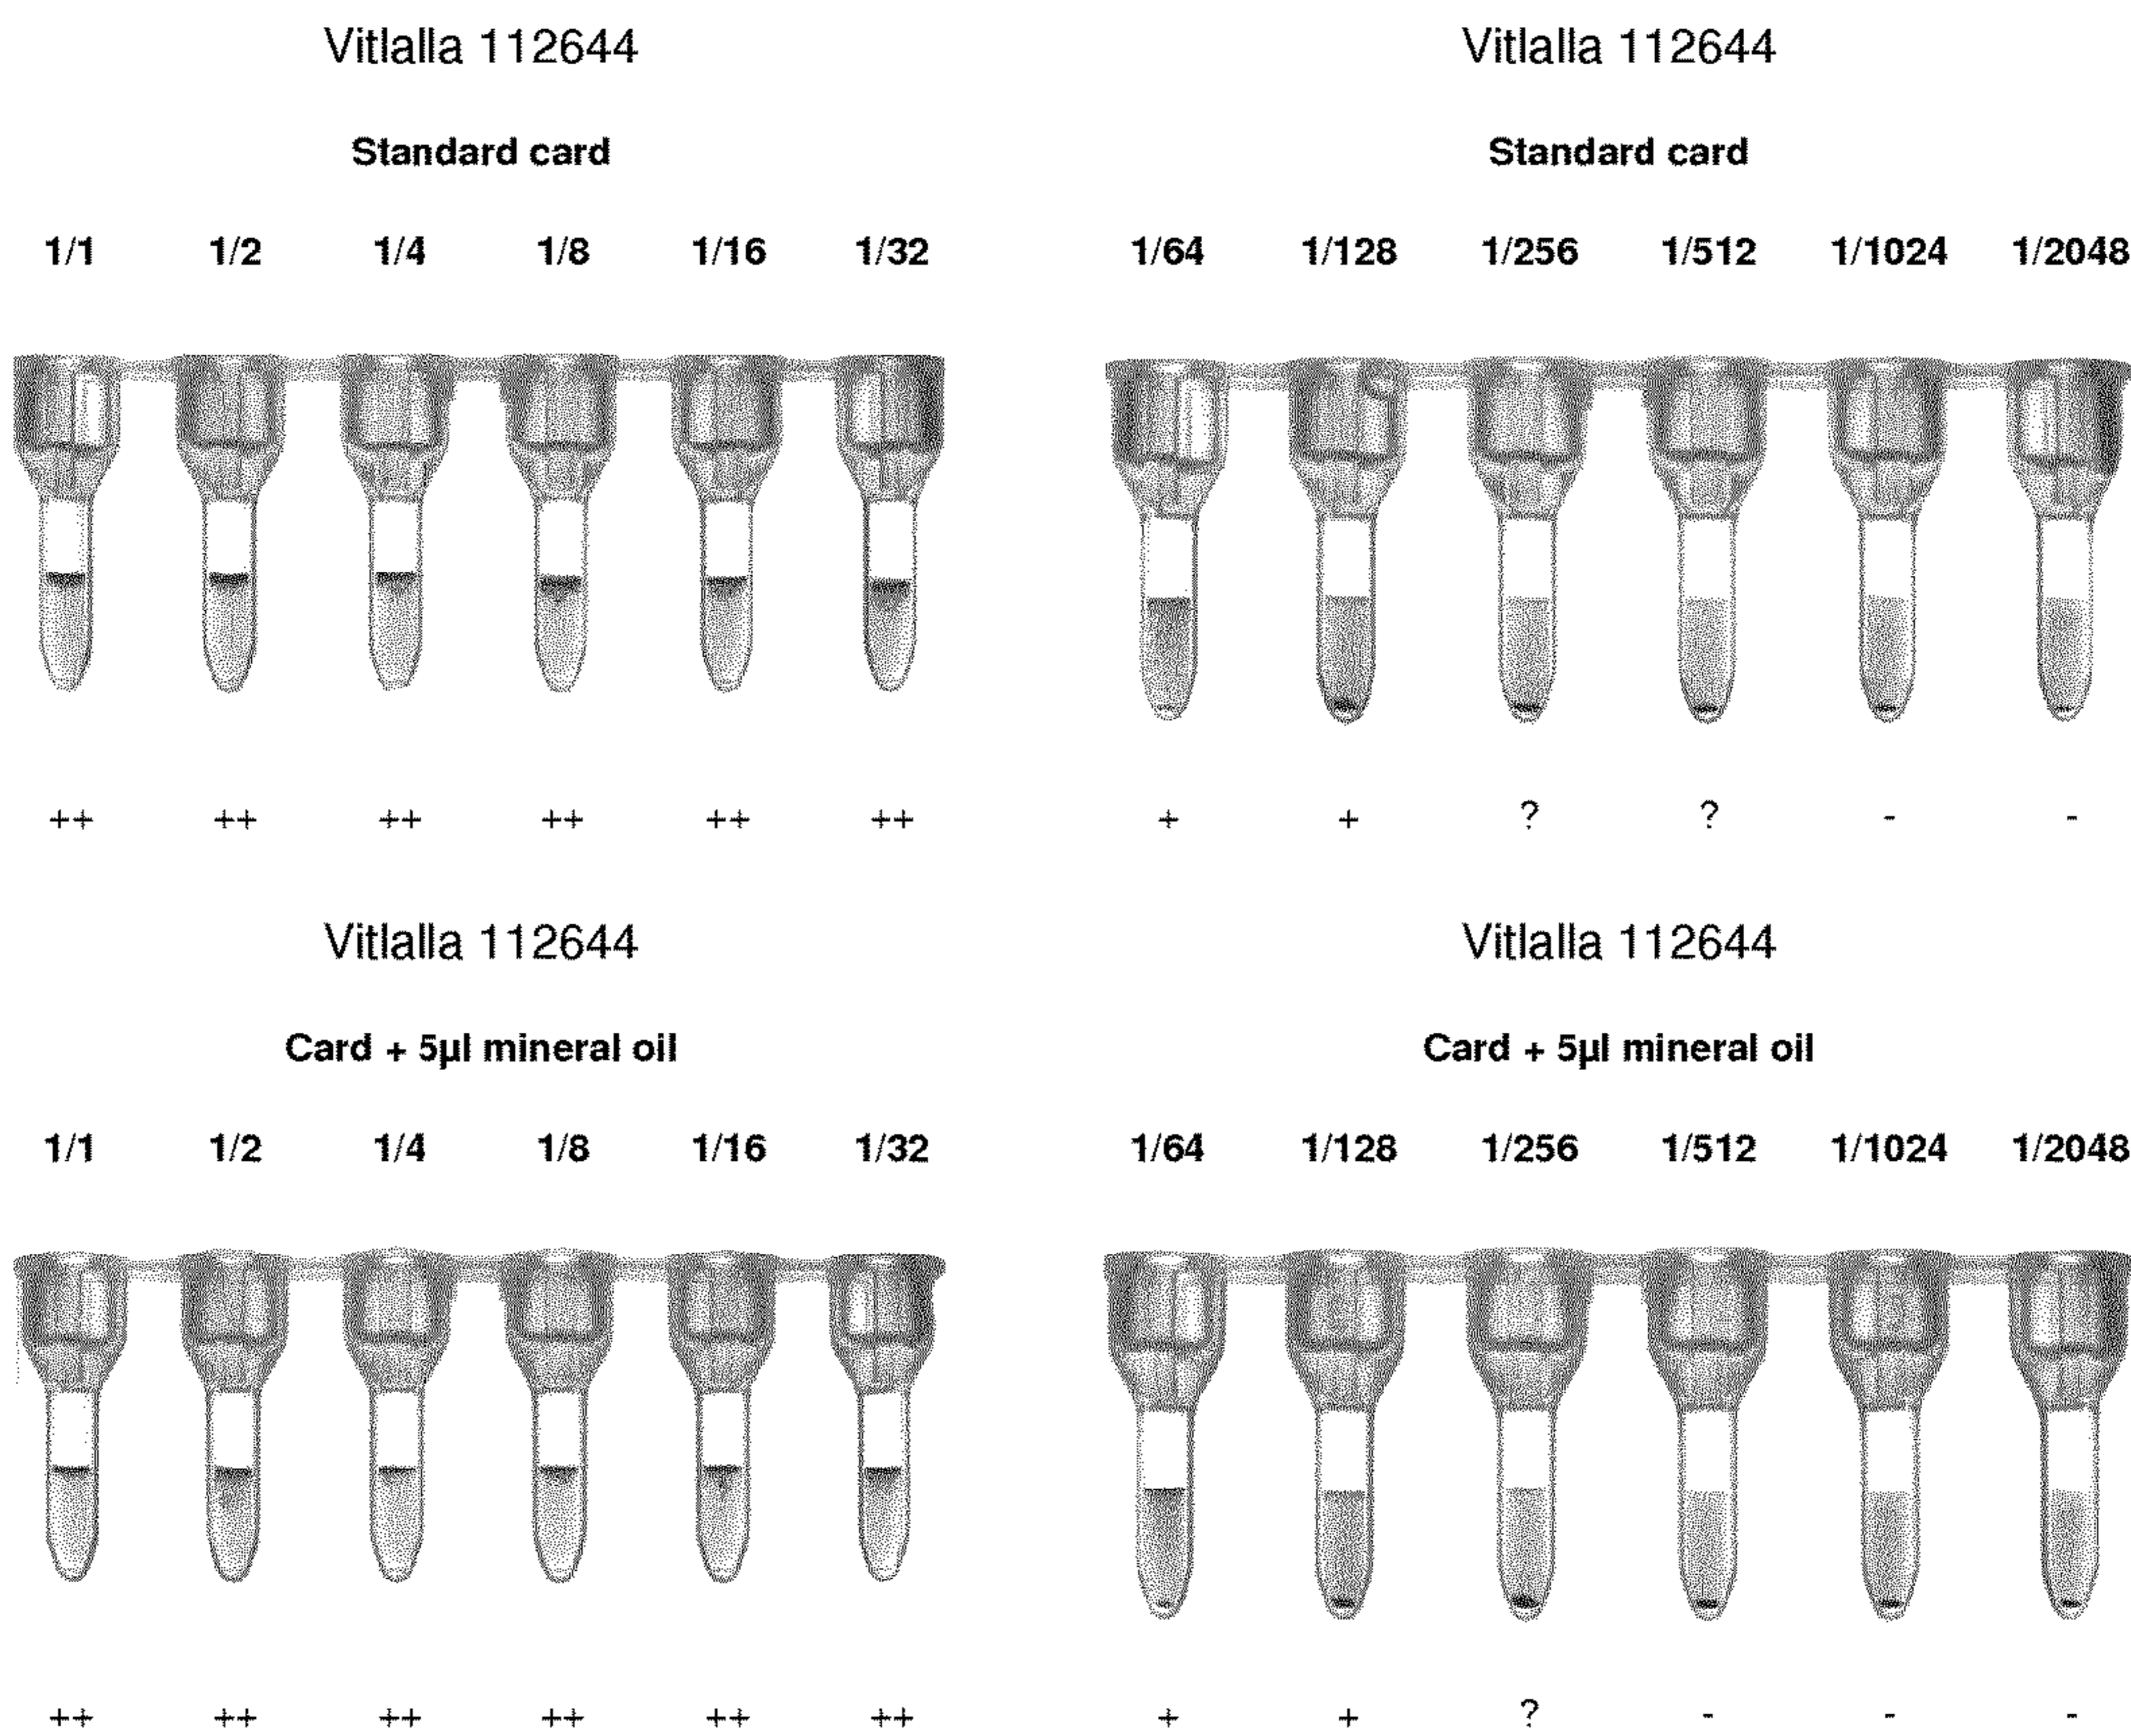 Vitlalla 112644
Standard card
1/1 1/2 1/4 1/8 1/16 1/32
++ ++ ++ ++ ++ ++
Vitlalla 112644
Standard card
1/64 1/128 1/256 1/512 1/1024 1/2048
+ + ? ? - -
Vitlalla 112644
Card + 5µl mineral oil
1/1 1/2 1/4 1/8 1/16 1/32
++ ++ ++ ++ ++ ++
Vitlalla 112644
Card + 5µl mineral oil
1/64 1/128 1/256 1/512 1/1024 1/2048
+ + ? - - -